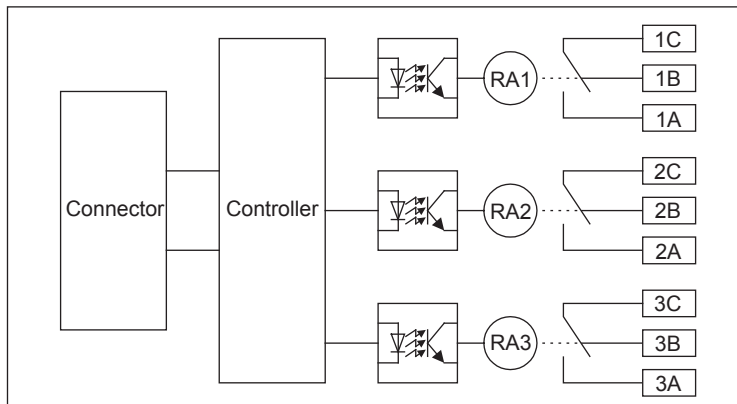 Connector
Controller
RA1
1C
1B
1A
RA2
2C
2B
2A
RA3
3C
3B
3A